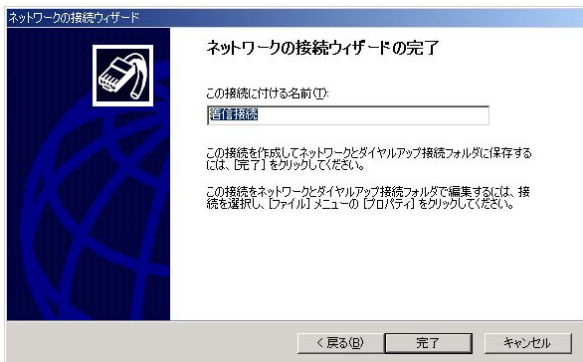 ネットワークの接続ウィザード
ネットワークの接続ウィザードの完了
この接続に付ける名前(T):
着信接続
この接続を作成してネットワークとダイヤルアップ接続フォルダに保存する
には、[完了] をクリックしてください。
この接続をネットワークとダイヤルアップ接続フォルダで編集するには、接
続を選択し、[ファイル] メニューの [プロパティ] をクリックしてください。
< 戻る(B)
完了
キャンセル